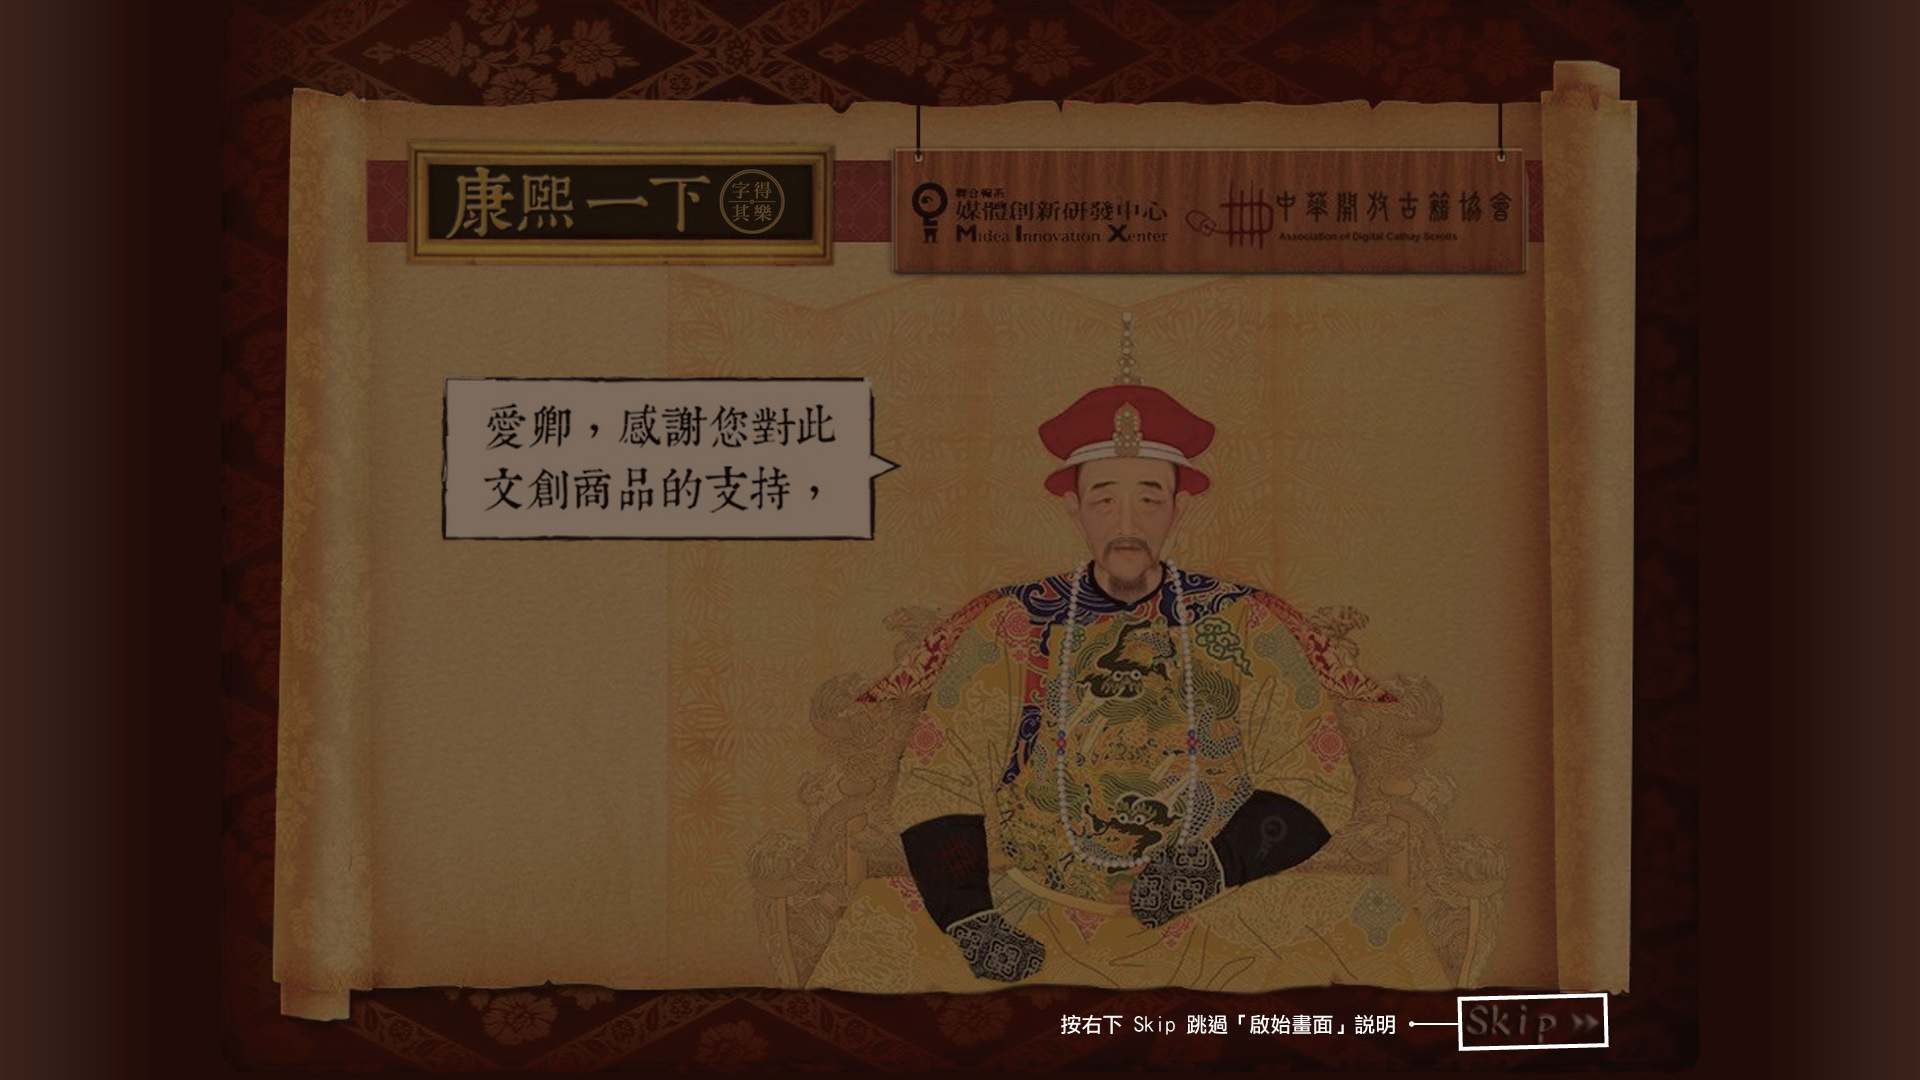 康熙一下
字得
其樂
聯合報系
媒體創新研發中心
Midea Innovation Xenter
中華開放古籍協會
Association of Digital Cathay Scrolls
愛卿，感謝您對此
文創商品的支持，
按右下 Skip 跳過「啟始畫面」説明
Skip